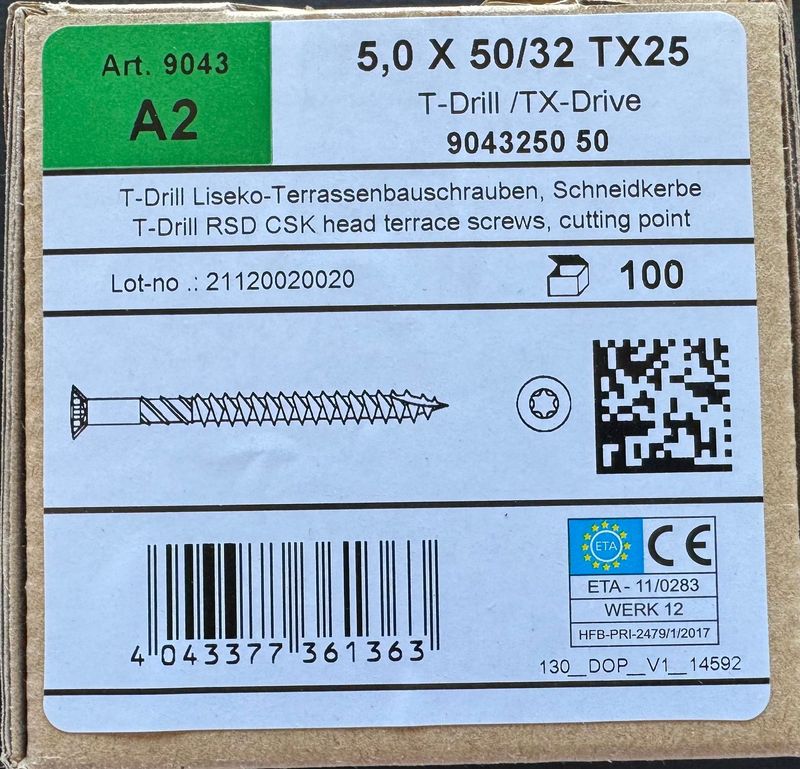 Art. 9043
A2
5,0 X 50/32 TX25
T-Drill /TX-Drive
9043250 50
T-Drill Liseko-Terrassenbauschrauben, Schneidkerbe
T-Drill RSD CSK head terrace screws, cutting point
Lot-no .: 21120020020
100
ETA
CE
ETA - 11/0283
WERK 12
HFB-PRI-2479/1/2017
4 043377 361363
130__DOP__V1__14592